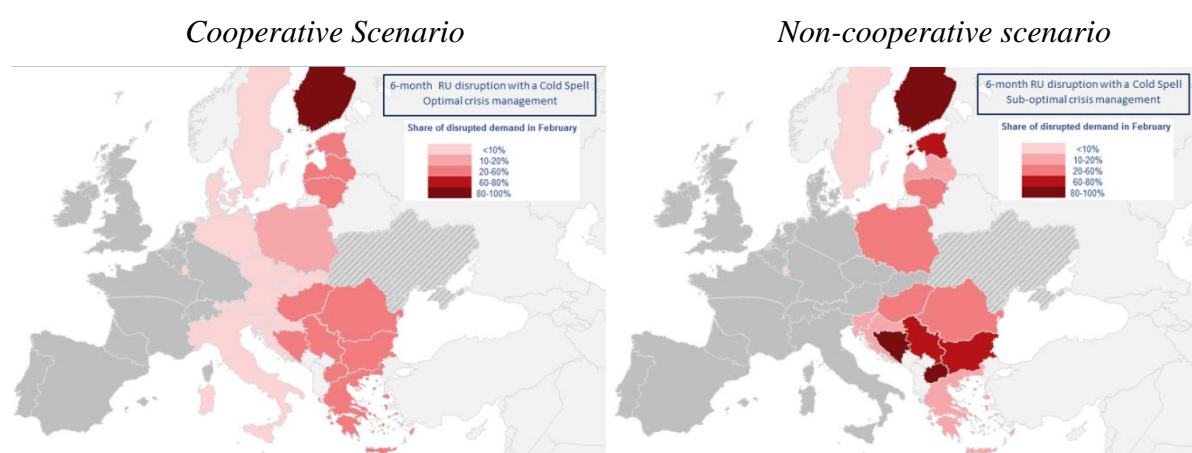 Cooperative Scenario
6-month RU disruption with a Cold Spell
Optimal crisis management
Share of disrupted demand in February
<10%
10-20%
20-60%
60-80%
80-100%
Non-cooperative scenario
6-month RU disruption with a Cold Spell
Sub-optimal crisis management
Share of disrupted demand in February
<10%
10-20%
20-60%
60-80%
80-100%